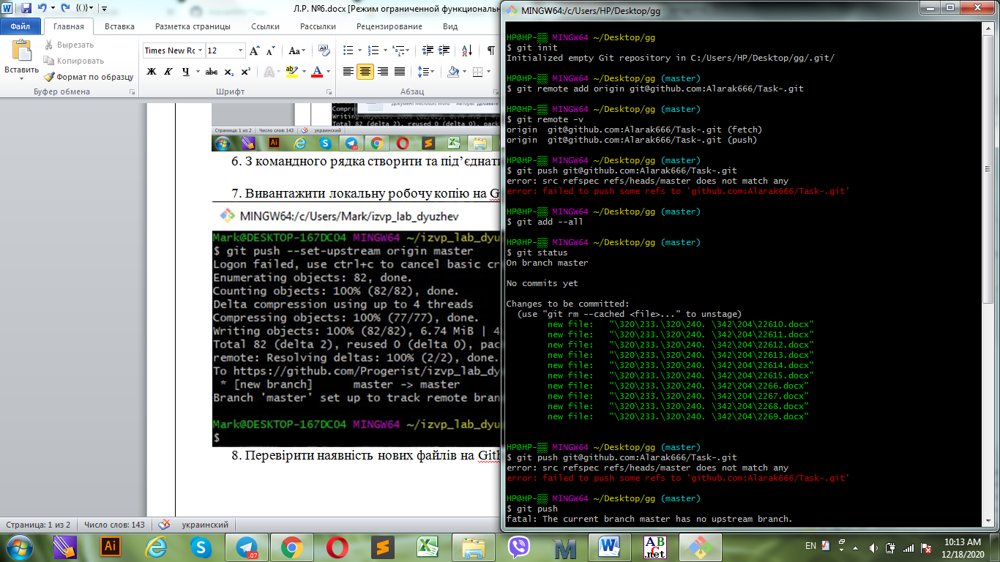 Л.Р. №6.docx [Режим ограниченной функциональн
Файл
Главная
Вставка
Разметка страницы
Ссылки
Рассылки
Рецензирование
Вид
Вставить
Вырезать
Копировать
Формат по образцу
Буфер обмена
Times New Ro
12
Шрифт
Абзац
Документ Microsoft Word
Страница: 1 из 2 Число слов: 143 украинский
6. З командного рядка створити та під’єднати
7. Вивантажити локальну робочу копію на G
MINGW64:/c/Users/Mark/izvp_lab_dyuzhev
Mark@DESKTOP-167DC04 MINGW64 ~/izvp_lab_dyu
$ git push --set-upstream origin master
Logon failed, use ctrl+c to cancel basic cr
Enumerating objects: 82, done.
Counting objects: 100% (82/82), done.
Delta compression using up to 4 threads
Compressing objects: 100% (77/77), done.
Writing objects: 100% (82/82), 6.74 MiB | 4
Total 82 (delta 2), reused 0 (delta 0), pac
remote: Resolving deltas: 100% (2/2), done.
To https://github.com/Progerist/izvp_lab_dy
* [new branch] master -> master
Branch 'master' set up to track remote bran
Mark@DESKTOP-167DC04 MINGW64 ~/izvp_lab_dyu
$
8. Перевірити наявність нових файлів на Gith
Страница: 1 из 2
Число слов: 143
украинский
MINGW64:/c/Users/HP/Desktop/gg
HP@HP-▒▒ MINGW64 ~/Desktop/gg
$ git init
Initialized empty Git repository in C:/Users/HP/Desktop/gg/.git/
HP@HP-▒▒ MINGW64 ~/Desktop/gg (master)
$ git remote add origin git@github.com:Alarak666/Task-.git
HP@HP-▒▒ MINGW64 ~/Desktop/gg (master)
$ git remote -v
origin git@github.com:Alarak666/Task-.git (fetch)
origin git@github.com:Alarak666/Task-.git (push)
HP@HP-▒▒ MINGW64 ~/Desktop/gg (master)
$ git push git@github.com:Alarak666/Task-.git
error: src refspec refs/heads/master does not match any
error: failed to push some refs to 'github.com:Alarak666/Task-.git'
HP@HP-▒▒ MINGW64 ~/Desktop/gg (master)
$ git add --all
HP@HP-▒▒ MINGW64 ~/Desktop/gg (master)
$ git status
On branch master
No commits yet
Changes to be committed:
(use "git rm --cached <file>..." to unstage)
new file: "\320\233.\320\240. \342\204\22610.docx"
new file: "\320\233.\320\240. \342\204\22611.docx"
new file: "\320\233.\320\240. \342\204\22612.docx"
new file: "\320\233.\320\240. \342\204\22613.docx"
new file: "\320\233.\320\240. \342\204\22614.docx"
new file: "\320\233.\320\240. \342\204\22615.docx"
new file: "\320\233.\320\240. \342\204\2266.docx"
new file: "\320\233.\320\240. \342\204\2267.docx"
new file: "\320\233.\320\240. \342\204\2268.docx"
new file: "\320\233.\320\240. \342\204\2269.docx"
HP@HP-▒▒ MINGW64 ~/Desktop/gg (master)
$ git push git@github.com:Alarak666/Task-.git
error: src refspec refs/heads/master does not match any
error: failed to push some refs to 'github.com:Alarak666/Task-.git'
HP@HP-▒▒ MINGW64 ~/Desktop/gg (master)
$ git push
fatal: The current branch master has no upstream branch.
EN
10:13 AM
12/18/2020